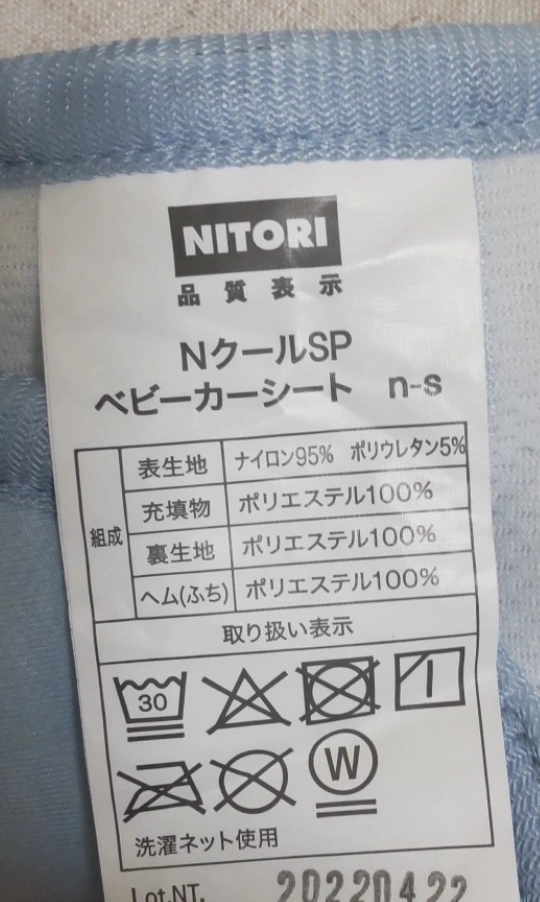 NITORI
品質表示
NクールSP
ベビーカーシート n-s
組成
表生地 ナイロン95% ポリウレタン5%
充填物 ポリエステル100%
裏生地 ポリエステル100%
ヘム(ふち) ポリエステル100%
取り扱い表示
30
W
洗濯ネット使用
Lot.NT. 20220422